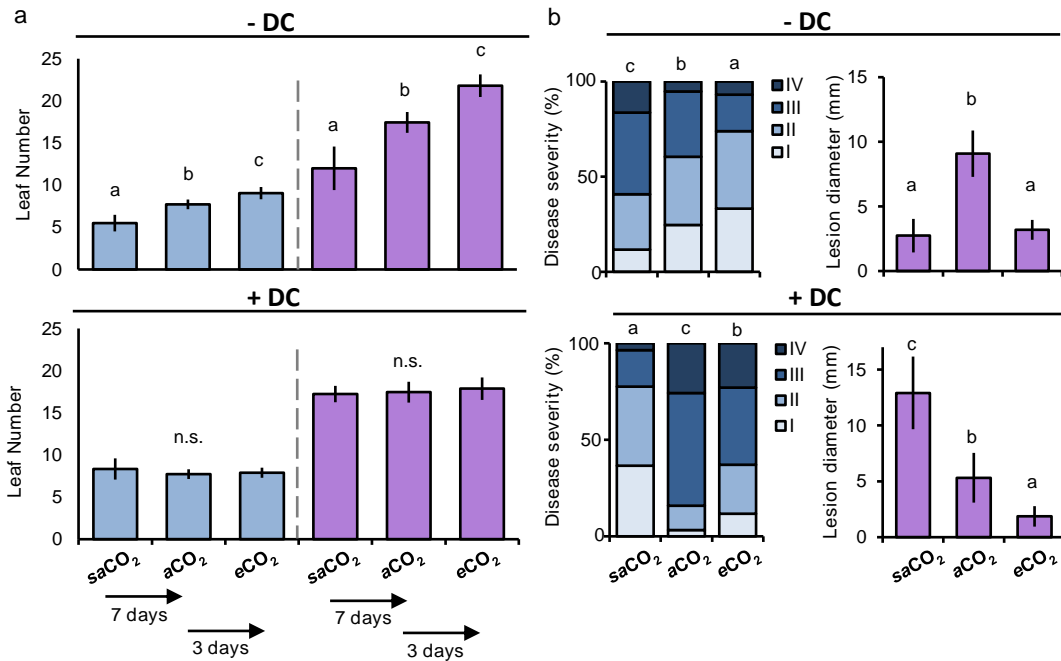 a
- DC
Leaf Number
25
20
15
10
5
0
a
b
c
a
b
c
+ DC
Leaf Number
25
20
15
10
5
0
n.s.
n.s.
saCO2
aCO2
eCO2
saCO2
aCO2
eCO2
7 days
3 days
7 days
3 days
b
- DC
Disease severity (%)
100
50
0
c
b
a
IV
III
II
I
Lesion diameter (mm)
15
10
5
0
a
b
a
+ DC
Disease severity (%)
100
50
0
a
c
b
IV
III
II
I
saCO2
aCO2
eCO2
Lesion diameter (mm)
15
10
5
0
c
b
a
saCO2
aCO2
eCO2